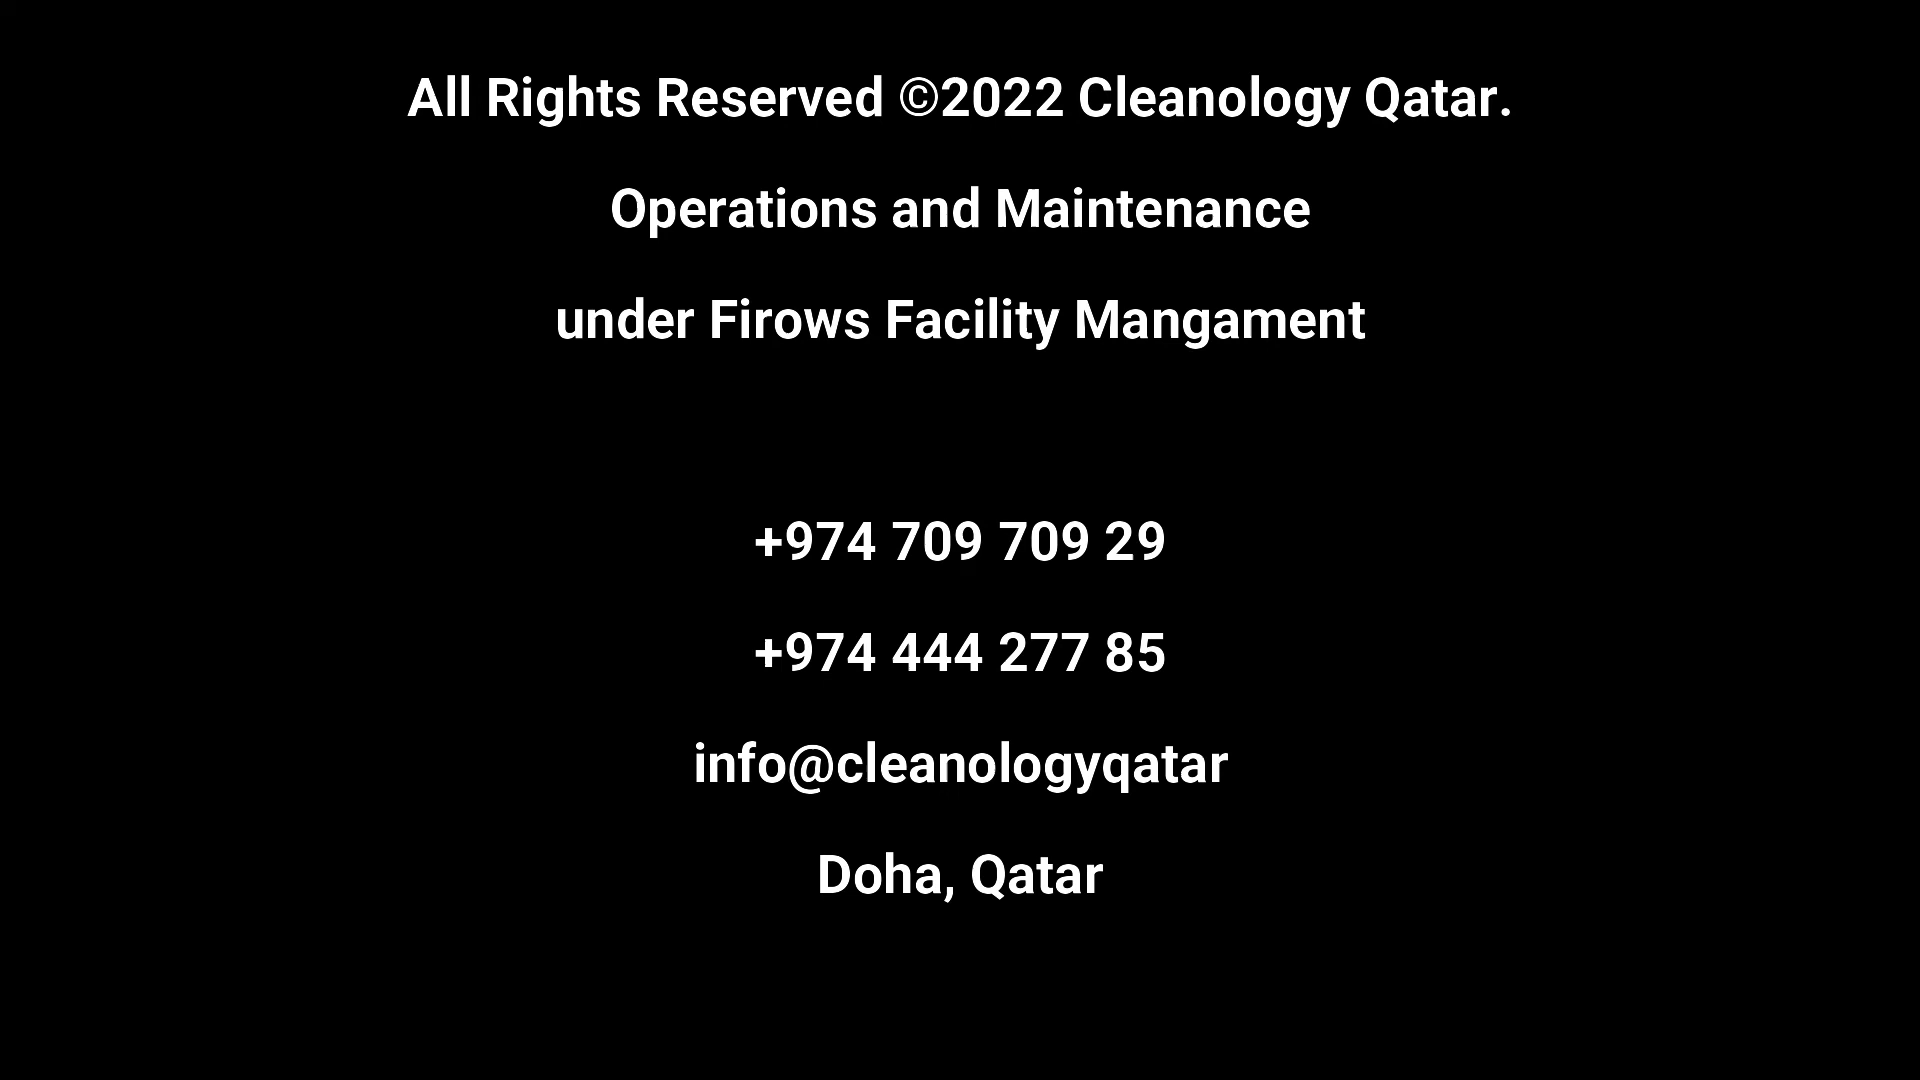 All Rights Reserved ©2022 Cleanology Qatar.
Operations and Maintenance
under Firows Facility Mangament
+974 709 709 29
+974 444 277 85
info@cleanologyqatar
Doha, Qatar